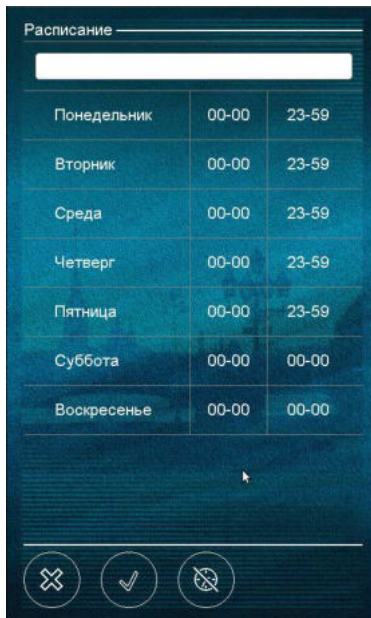 Расписание
Понедельник 00-00 23-59
Вторник 00-00 23-59
Среда 00-00 23-59
Четверг 00-00 23-59
Пятница 00-00 23-59
Суббота 00-00 00-00
Воскресенье 00-00 00-00